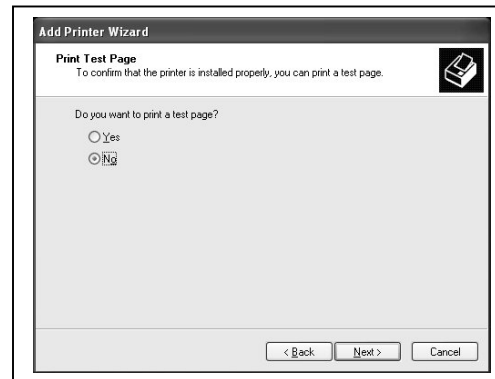 Add Printer Wizard
Print Test Page
To confirm that the printer is installed properly, you can print a test page.
Do you want to print a test page?
Yes
No
< Back Next > Cancel